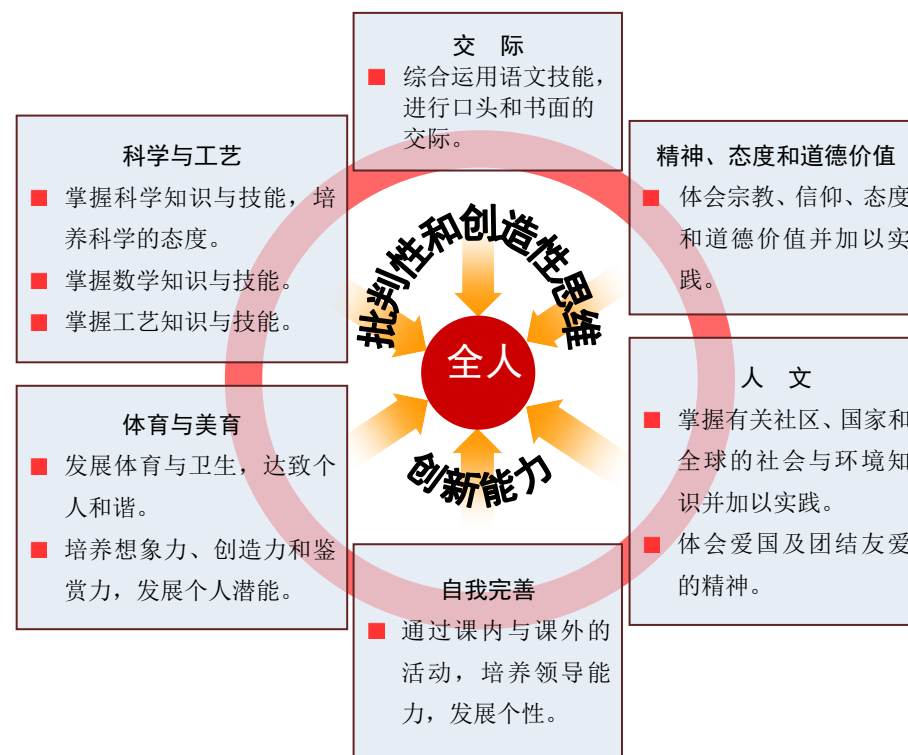 交 际
■ 综合运用语文技能，
进行口头和书面的
交际。
科学与工艺
■ 掌握科学知识与技能，培
养科学的态度。
■ 掌握数学知识与技能。
■ 掌握工艺知识与技能。
精神、态度和道德价值
■ 体会宗教、信仰、态度
和道德价值并加以实
践。
批判性和创造性思维
全人
创新能力
体育与美育
■ 发展体育与卫生，达致个
人和谐。
■ 培养想象力、创造力和鉴
赏力，发展个人潜能。
人 文
■ 掌握有关社区、国家和
全球的社会与环境知
识并加以实践。
■ 体会爱国及团结友爱
的精神。
自我完善
■ 通过课内与课外的
活动，培养领导能
力，发展个性。